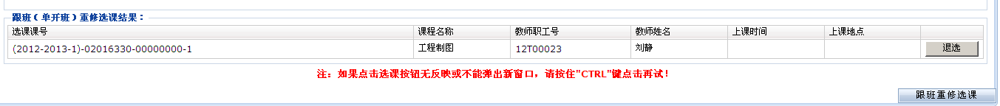 跟班（单开班）重修选课结果：
选课课号 课程名称 教师职工号 教师姓名 上课时间 上课地点
(2012-2013-1)-02016330-00000000-1 工程制图 12T00023 刘静 退选
注：如果点击选课按钮无反映或不能弹出新窗口，请按住"CTRL"键点击再试！
跟班重修选课